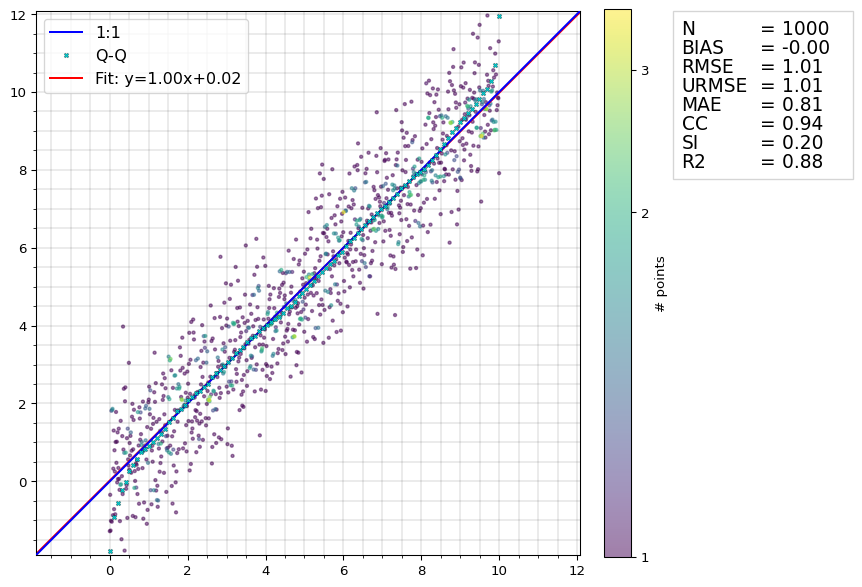 1:1
Q-Q
Fit: y=1.00x+0.02
12
10
8
6
4
2
0
0 2 4 6 8 10 12
3
2
1
# points
N = 1000
BIAS = -0.00
RMSE = 1.01
URMSE = 1.01
MAE = 0.81
CC = 0.94
SI = 0.20
R2 = 0.88